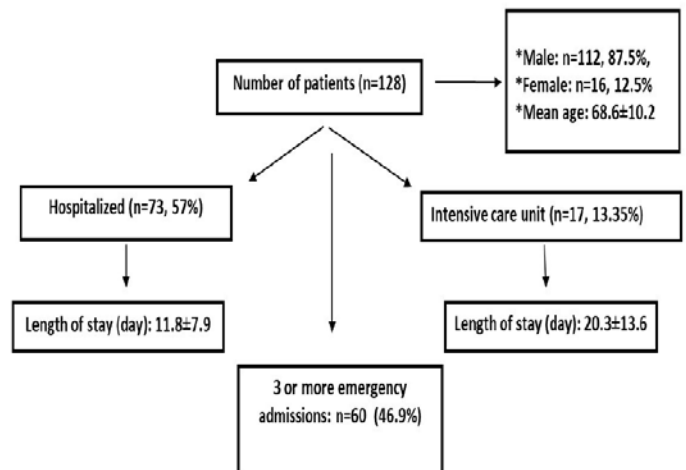 *Male: n=112, 87.5%,
*Female: n=16, 12.5%
*Mean age: 68.6±10.2
Number of patients (n=128)
Hospitalized (n=73, 57%)
Intensive care unit (n=17, 13.35%)
Length of stay (day): 11.8±7.9
Length of stay (day): 20.3±13.6
3 or more emergency
admissions: n=60 (46.9%)